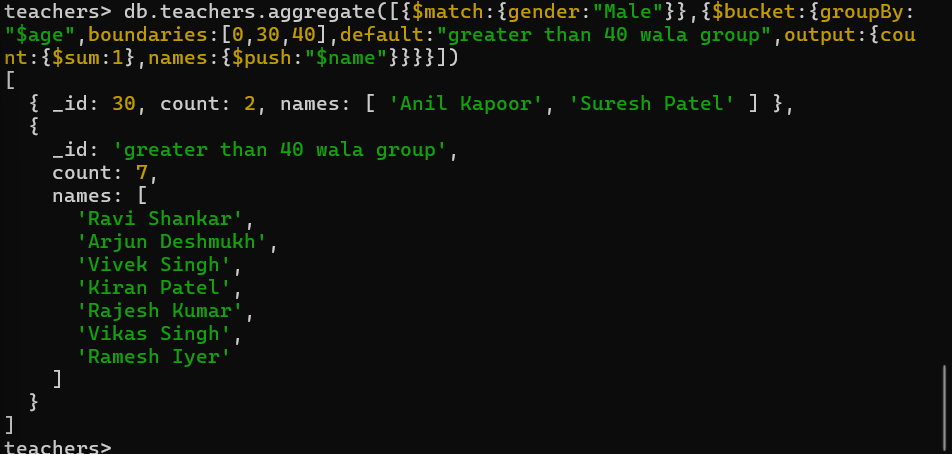 teachers> db.teachers.aggregate([{$match:{gender:"Male"}},{$bucket:{groupBy:
"$age",boundaries:[0,30,40],default:"greater than 40 wala group",output:{cou
nt:{$sum:1},names:{$push:"$name"}}}}])
[
  { _id: 30, count: 2, names: [ 'Anil Kapoor', 'Suresh Patel' ] },
  {
    _id: 'greater than 40 wala group',
    count: 7,
    names: [
      'Ravi Shankar',
      'Arjun Deshmukh',
      'Vivek Singh',
      'Kiran Patel',
      'Rajesh Kumar',
      'Vikas Singh',
      'Ramesh Iyer'
    ]
  }
]
teachers>